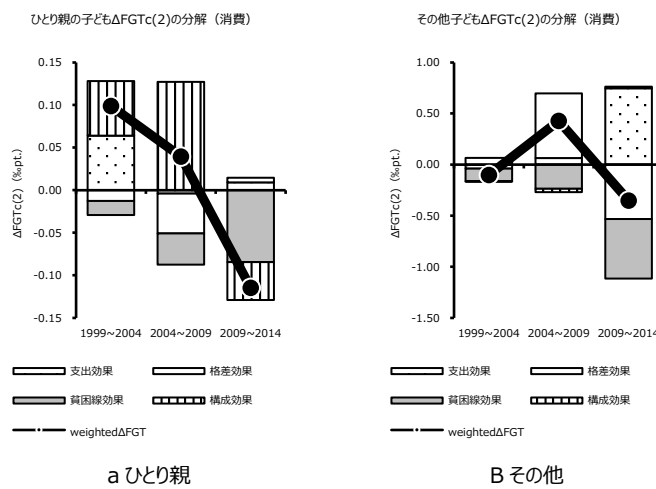 ひとり親の子どもΔFGTc(2)の分解（消費）
0.15
0.10
0.05
0.00
-0.05
-0.10
-0.15
ΔFGTc(2)（‰pt.）
1999~2004 2004~2009 2009~2014
支出効果 格差効果
貧困線効果 構成効果
weightedΔFGT
a ひとり親
その他子どもΔFGTc(2)の分解（消費）
1.00
0.50
0.00
-0.50
-1.00
-1.50
ΔFGTc(2)（‰pt.）
1999~2004 2004~2009 2009~2014
支出効果 格差効果
貧困線効果 構成効果
weightedΔFGT
B その他